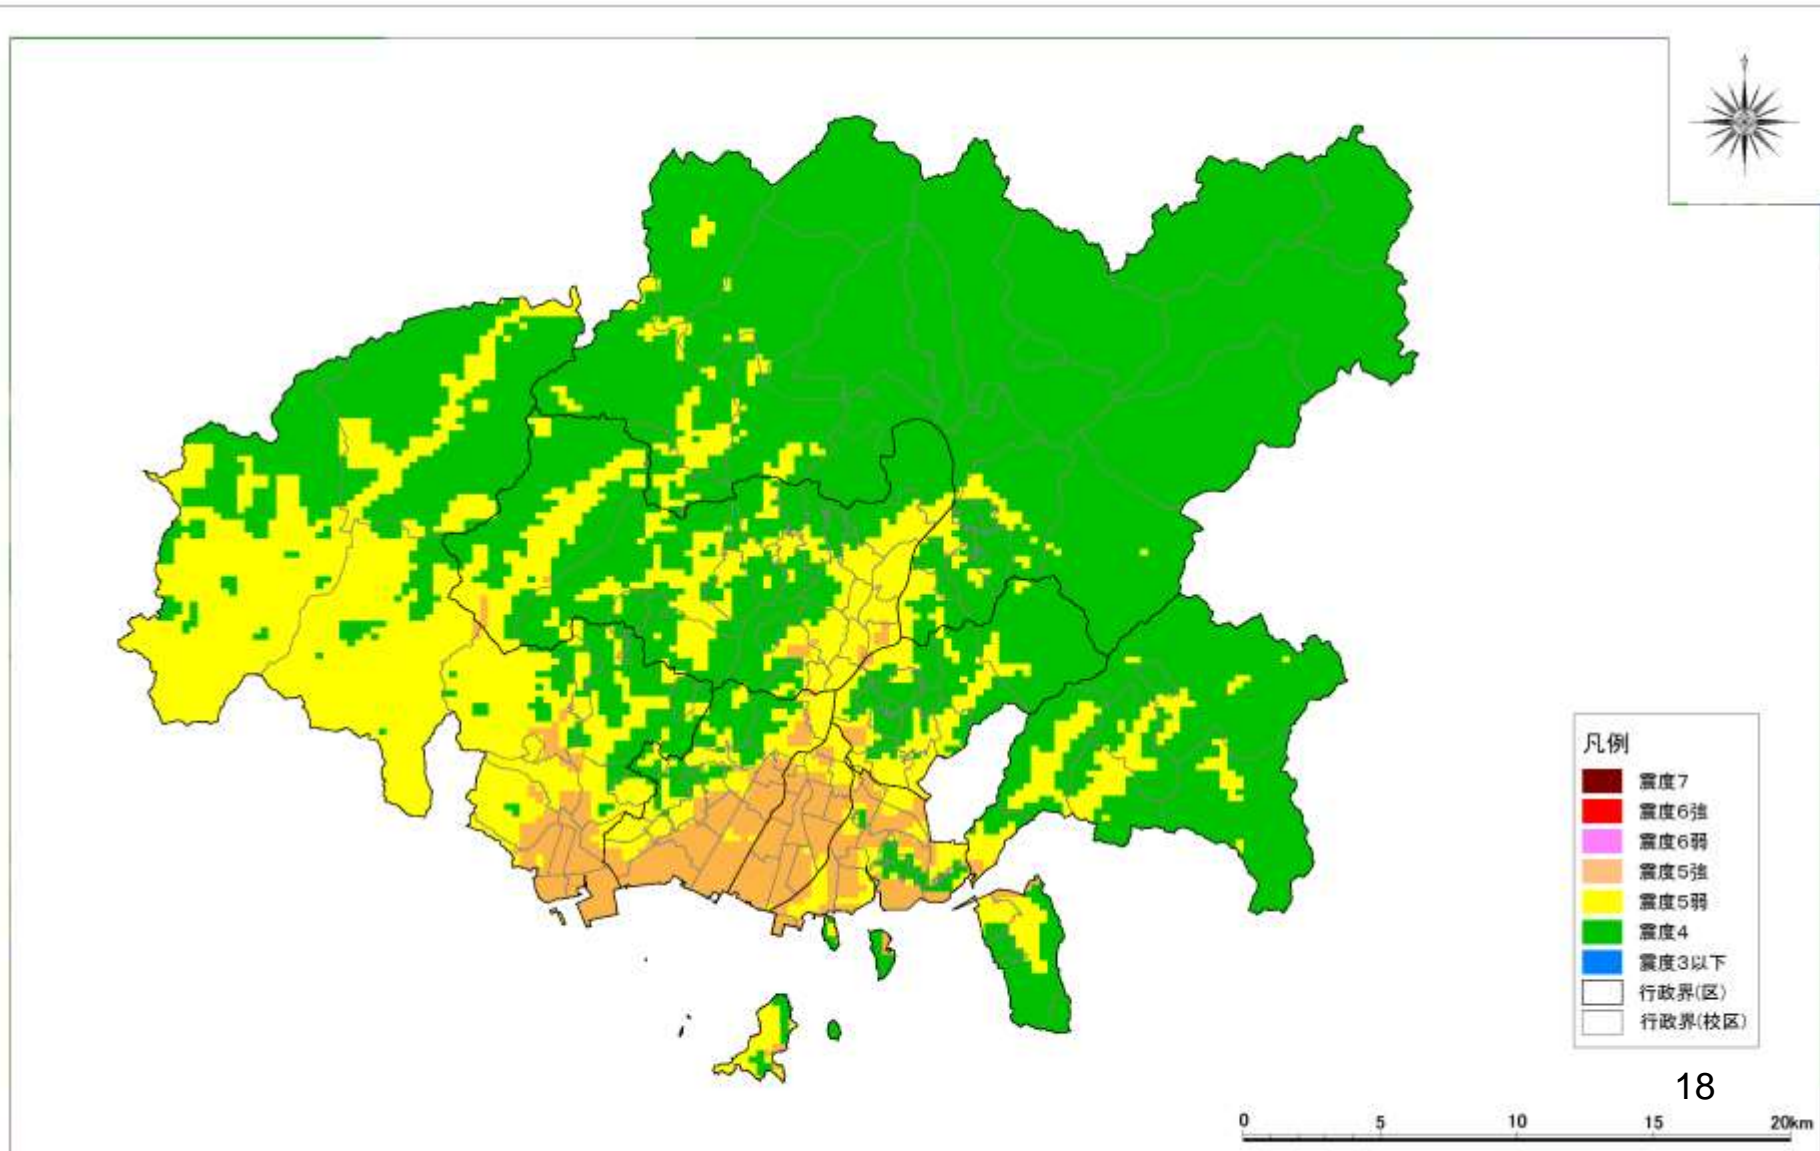 凡例
震度7
震度6強
震度6弱
震度5強
震度5弱
震度4
震度3以下
行政界(区)
行政界(校区)
18
0 5 10 15 20km